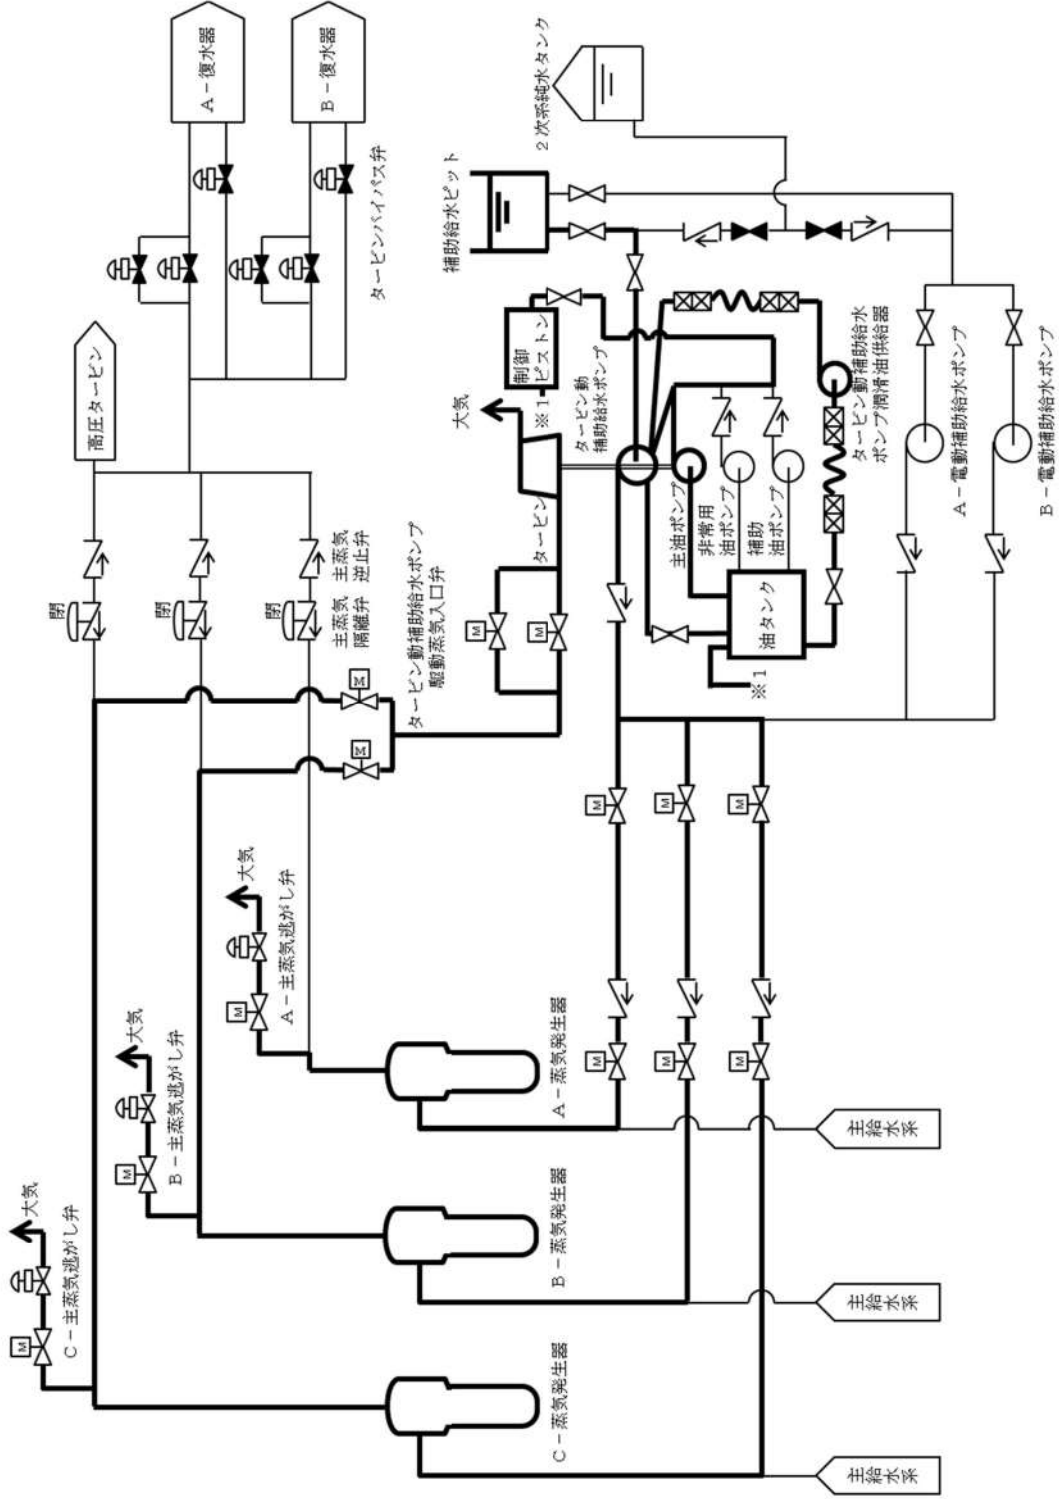 A－復水器
B－復水器
タービンバイパス弁
高圧タービン
2次系純水タンク
補助給水ピット
制御
ピストン
※1
大気
タービン動
補助給水ポンプ
タービン
主油ポンプ
非常用
油ポンプ
補助
油ポンプ
油タンク
※1
タービン動補助給水
ポンプ潤滑油供給器
A－電動補助給水ポンプ
B－電動補助給水ポンプ
閉
閉
閉
主蒸気
隔離弁
主蒸気
逆止弁
タービン動補助給水ポンプ
駆動蒸気入口弁
M
M
M
M
大気
M
A－主蒸気逃がし弁
大気
M
B－主蒸気逃がし弁
大気
M
C－主蒸気逃がし弁
M
M
M
M
M
M
A－蒸気発生器
B－蒸気発生器
C－蒸気発生器
主
給
水
系
主
給
水
系
主
給
水
系